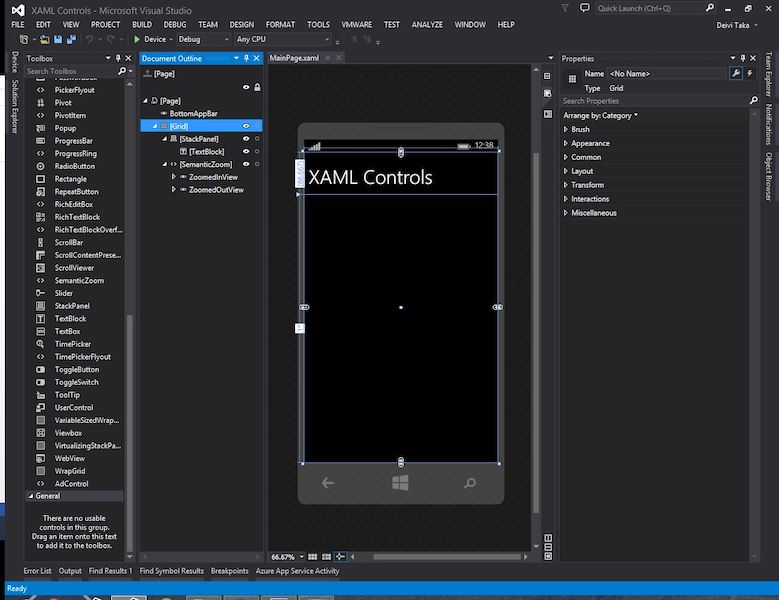 XAML Controls - Microsoft Visual Studio
Quick Launch (Ctrl+Q)
FILE EDIT VIEW PROJECT BUILD DEBUG TEAM DESIGN FORMAT TOOLS VMWARE TEST ANALYZE WINDOW HELP
Deivi Taka
Device Debug Any CPU
Device
Solution Explorer
Toolbox
Search Toolbox
PickerFlyout
Pivot
PivotItem
Popup
ProgressBar
ProgressRing
RadioButton
Rectangle
RepeatButton
RichEditBox
RichTextBlock
RichTextBlockOverf...
ScrollBar
ScrollContentPrese...
ScrollViewer
SemanticZoom
Slider
StackPanel
TextBlock
TextBox
TimePicker
TimePickerFlyout
ToggleButton
ToggleSwitch
ToolTip
UserControl
VariableSizedWrap...
Viewbox
VirtualizingStackPa...
WebView
WrapGrid
AdControl
General
There are no usable
controls in this group.
Drag an item onto this text
to add it to the toolbox.
Document Outline
[Page]
[Page]
BottomAppBar
[Grid]
[StackPanel]
[TextBlock]
[SemanticZoom]
ZoomedInView
ZoomedOutView
MainPage.xaml
12:38
XAML Controls
66.67%
Properties
Name <No Name>
Type Grid
Search Properties
Arrange by: Category
Brush
Appearance
Common
Layout
Transform
Interactions
Miscellaneous
Team Explorer
Notifications
Object Browser
Error List Output Find Results 1 Find Symbol Results Breakpoints Azure App Service Activity
Ready